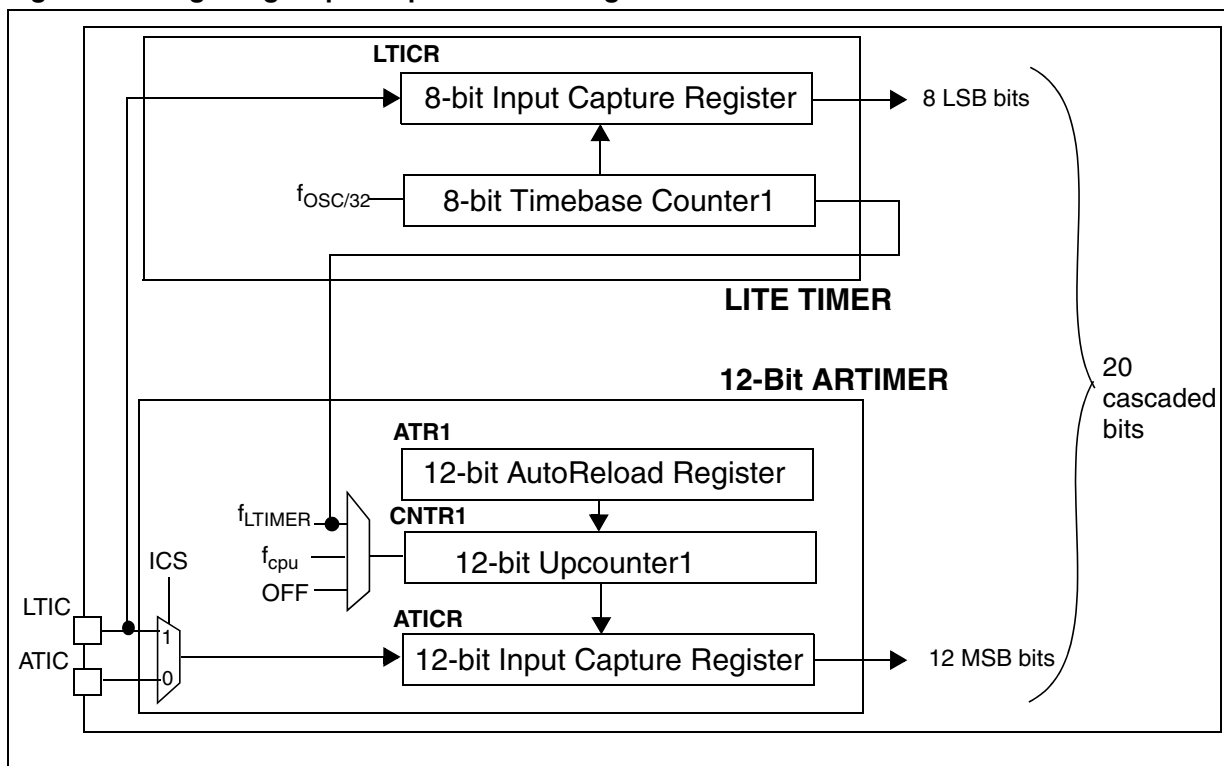 LTICR
8-bit Input Capture Register
8 LSB bits
fOSC/32
8-bit Timebase Counter1
LITE TIMER
20
cascaded
bits
12-Bit ARTIMER
ATR1
12-bit AutoReload Register
fLTIMER
CNTR1
fcpu
12-bit Upcounter1
OFF
ICS
LTIC
1
ATICR
ATIC
0
12-bit Input Capture Register
12 MSB bits